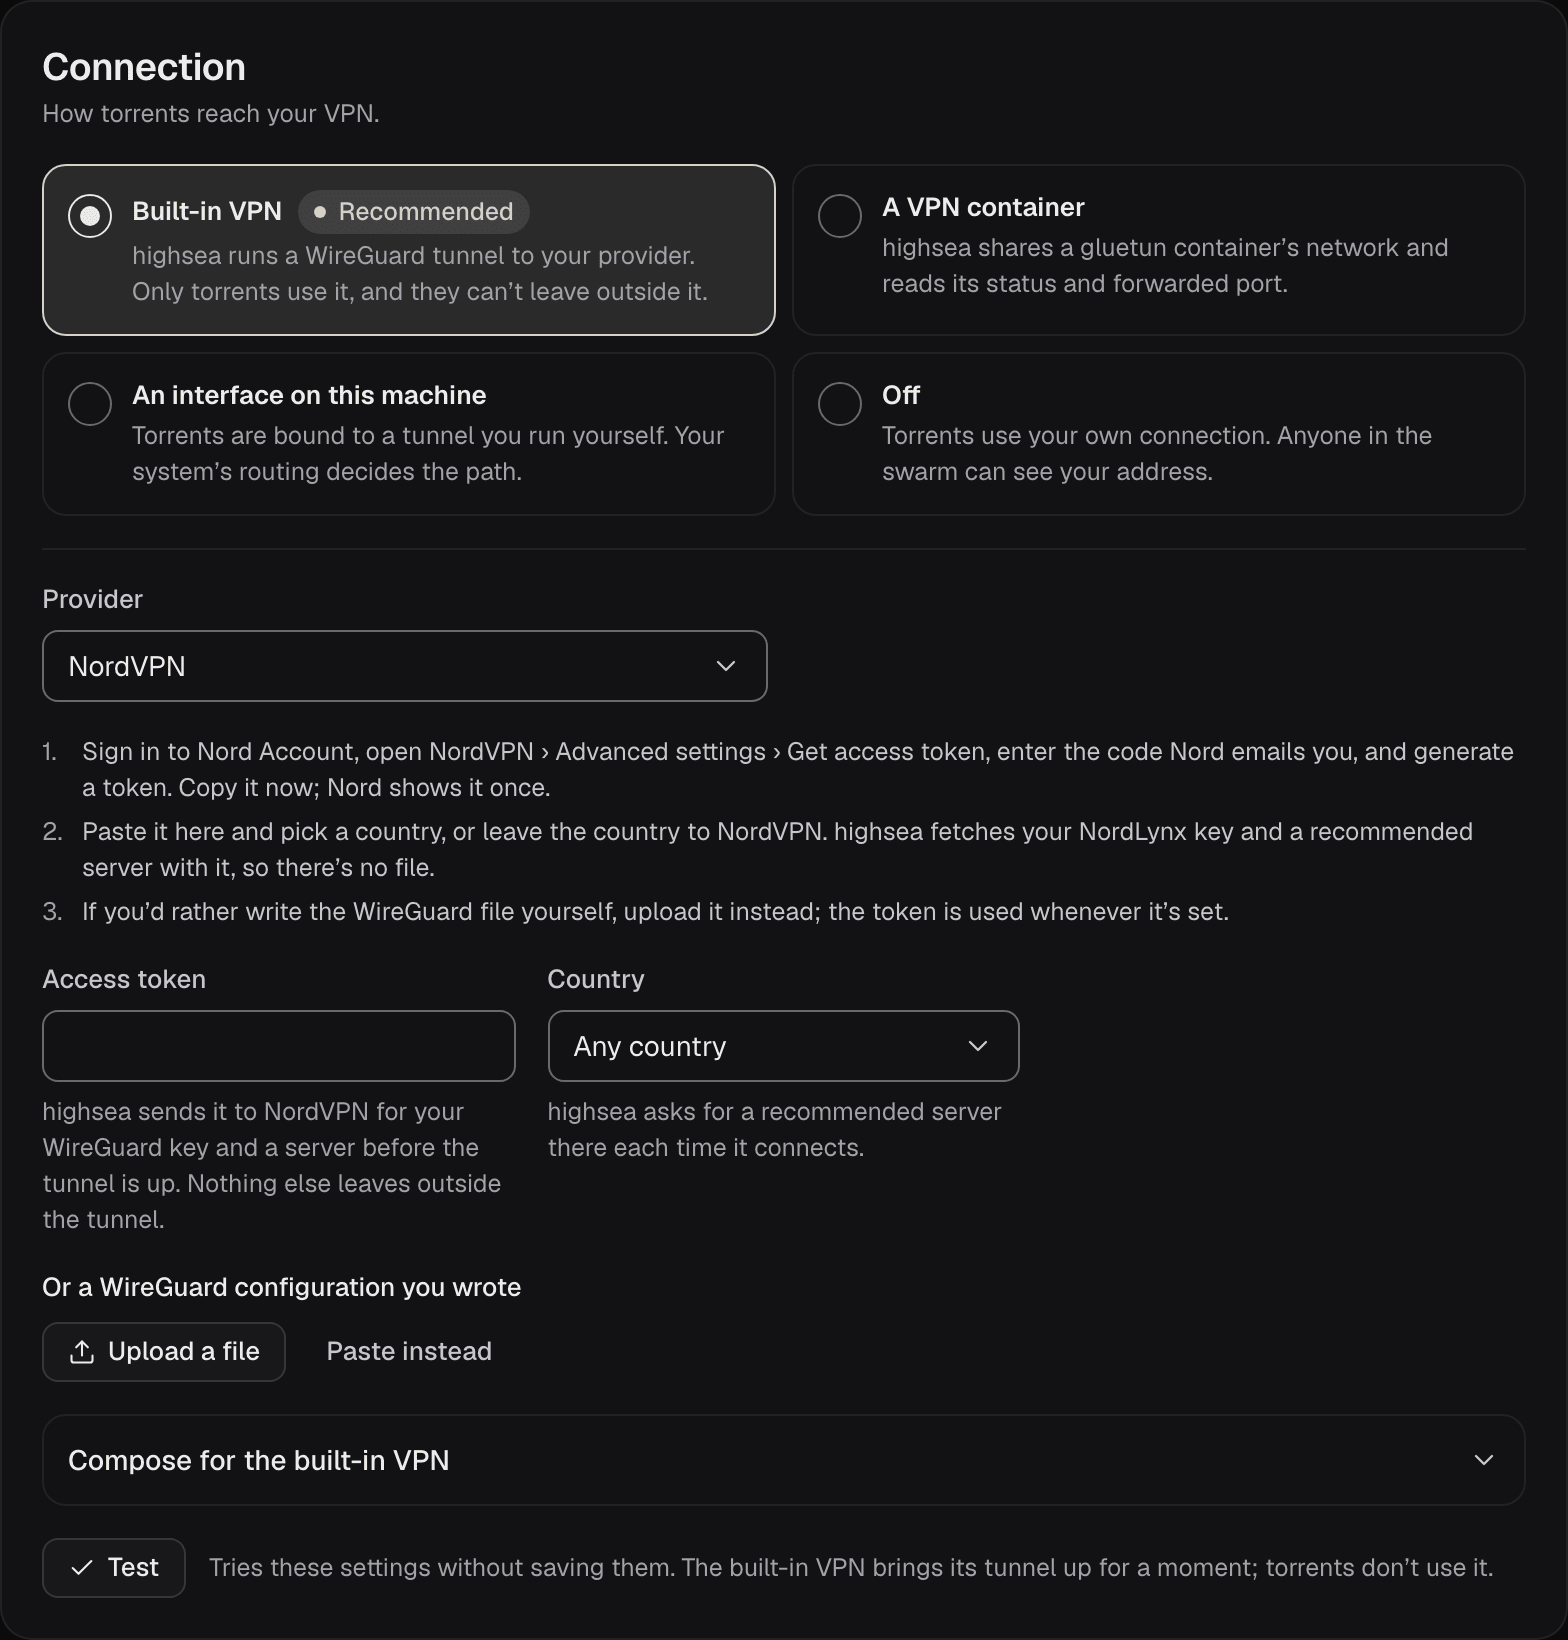 Connection
How torrents reach your VPN.
Built-in VPN
Recommended
highsea runs a WireGuard tunnel to your provider.
Only torrents use it, and they can’t leave outside it.
A VPN container
highsea shares a gluetun container’s network and
reads its status and forwarded port.
An interface on this machine
Torrents are bound to a tunnel you run yourself. Your
system’s routing decides the path.
Off
Torrents use your own connection. Anyone in the
swarm can see your address.
Provider
NordVPN
1. Sign in to Nord Account, open NordVPN › Advanced settings › Get access token, enter the code Nord emails you, and generate
a token. Copy it now; Nord shows it once.
2. Paste it here and pick a country, or leave the country to NordVPN. highsea fetches your NordLynx key and a recommended
server with it, so there’s no file.
3. If you’d rather write the WireGuard file yourself, upload it instead; the token is used whenever it’s set.
Access token
highsea sends it to NordVPN for your
WireGuard key and a server before the
tunnel is up. Nothing else leaves outside
the tunnel.
Country
Any country
highsea asks for a recommended server
there each time it connects.
Or a WireGuard configuration you wrote
Upload a file
Paste instead
Compose for the built-in VPN
Test
Tries these settings without saving them. The built-in VPN brings its tunnel up for a moment; torrents don’t use it.